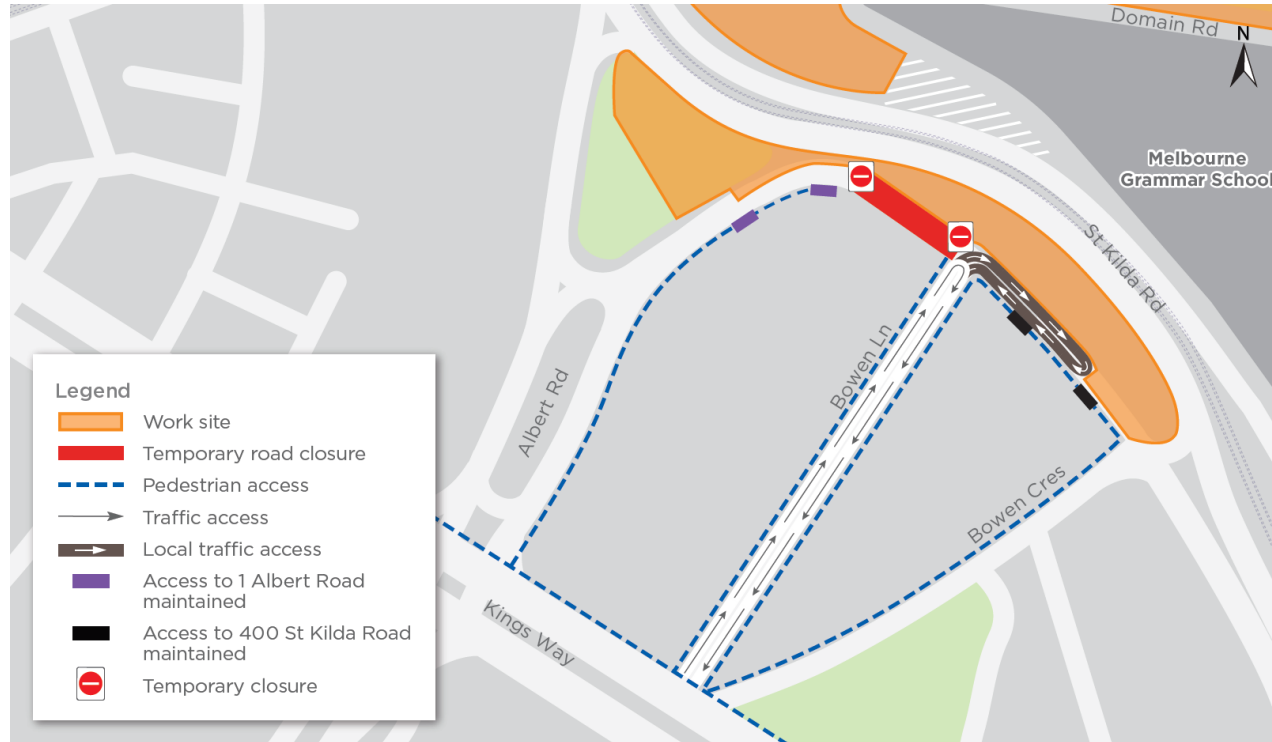 Domain Rd
N
Melbourne
Grammar School
St Kilda Rd
Bowen Ln
Albert Rd
Bowen Cres
Kings Way
Legend
Work site
Temporary road closure
Pedestrian access
Traffic access
Local traffic access
Access to 1 Albert Road
maintained
Access to 400 St Kilda Road
maintained
Temporary closure